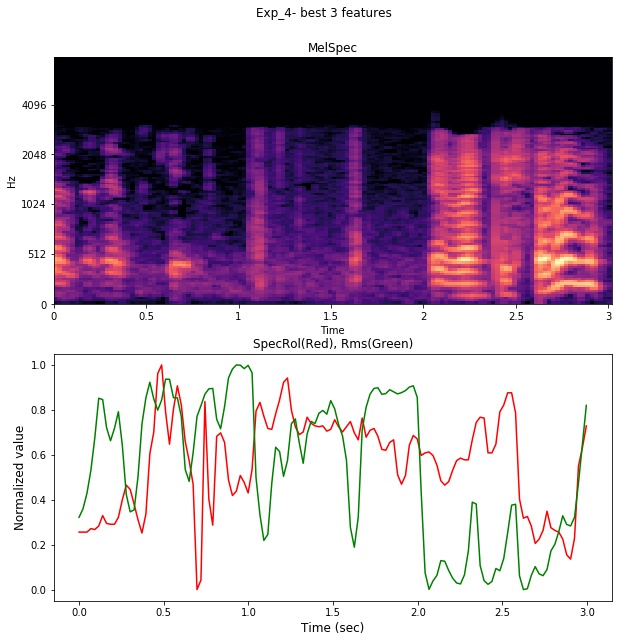 Exp_4- best 3 features
MelSpec
4096
2048
1024
512
0
Hz
0 0.5 1 1.5 2 2.5 3
Time
SpecRol(Red), Rms(Green)
1.0
0.8
0.6
0.4
0.2
0.0
Normalized value
0.0 0.5 1.0 1.5 2.0 2.5 3.0
Time (sec)